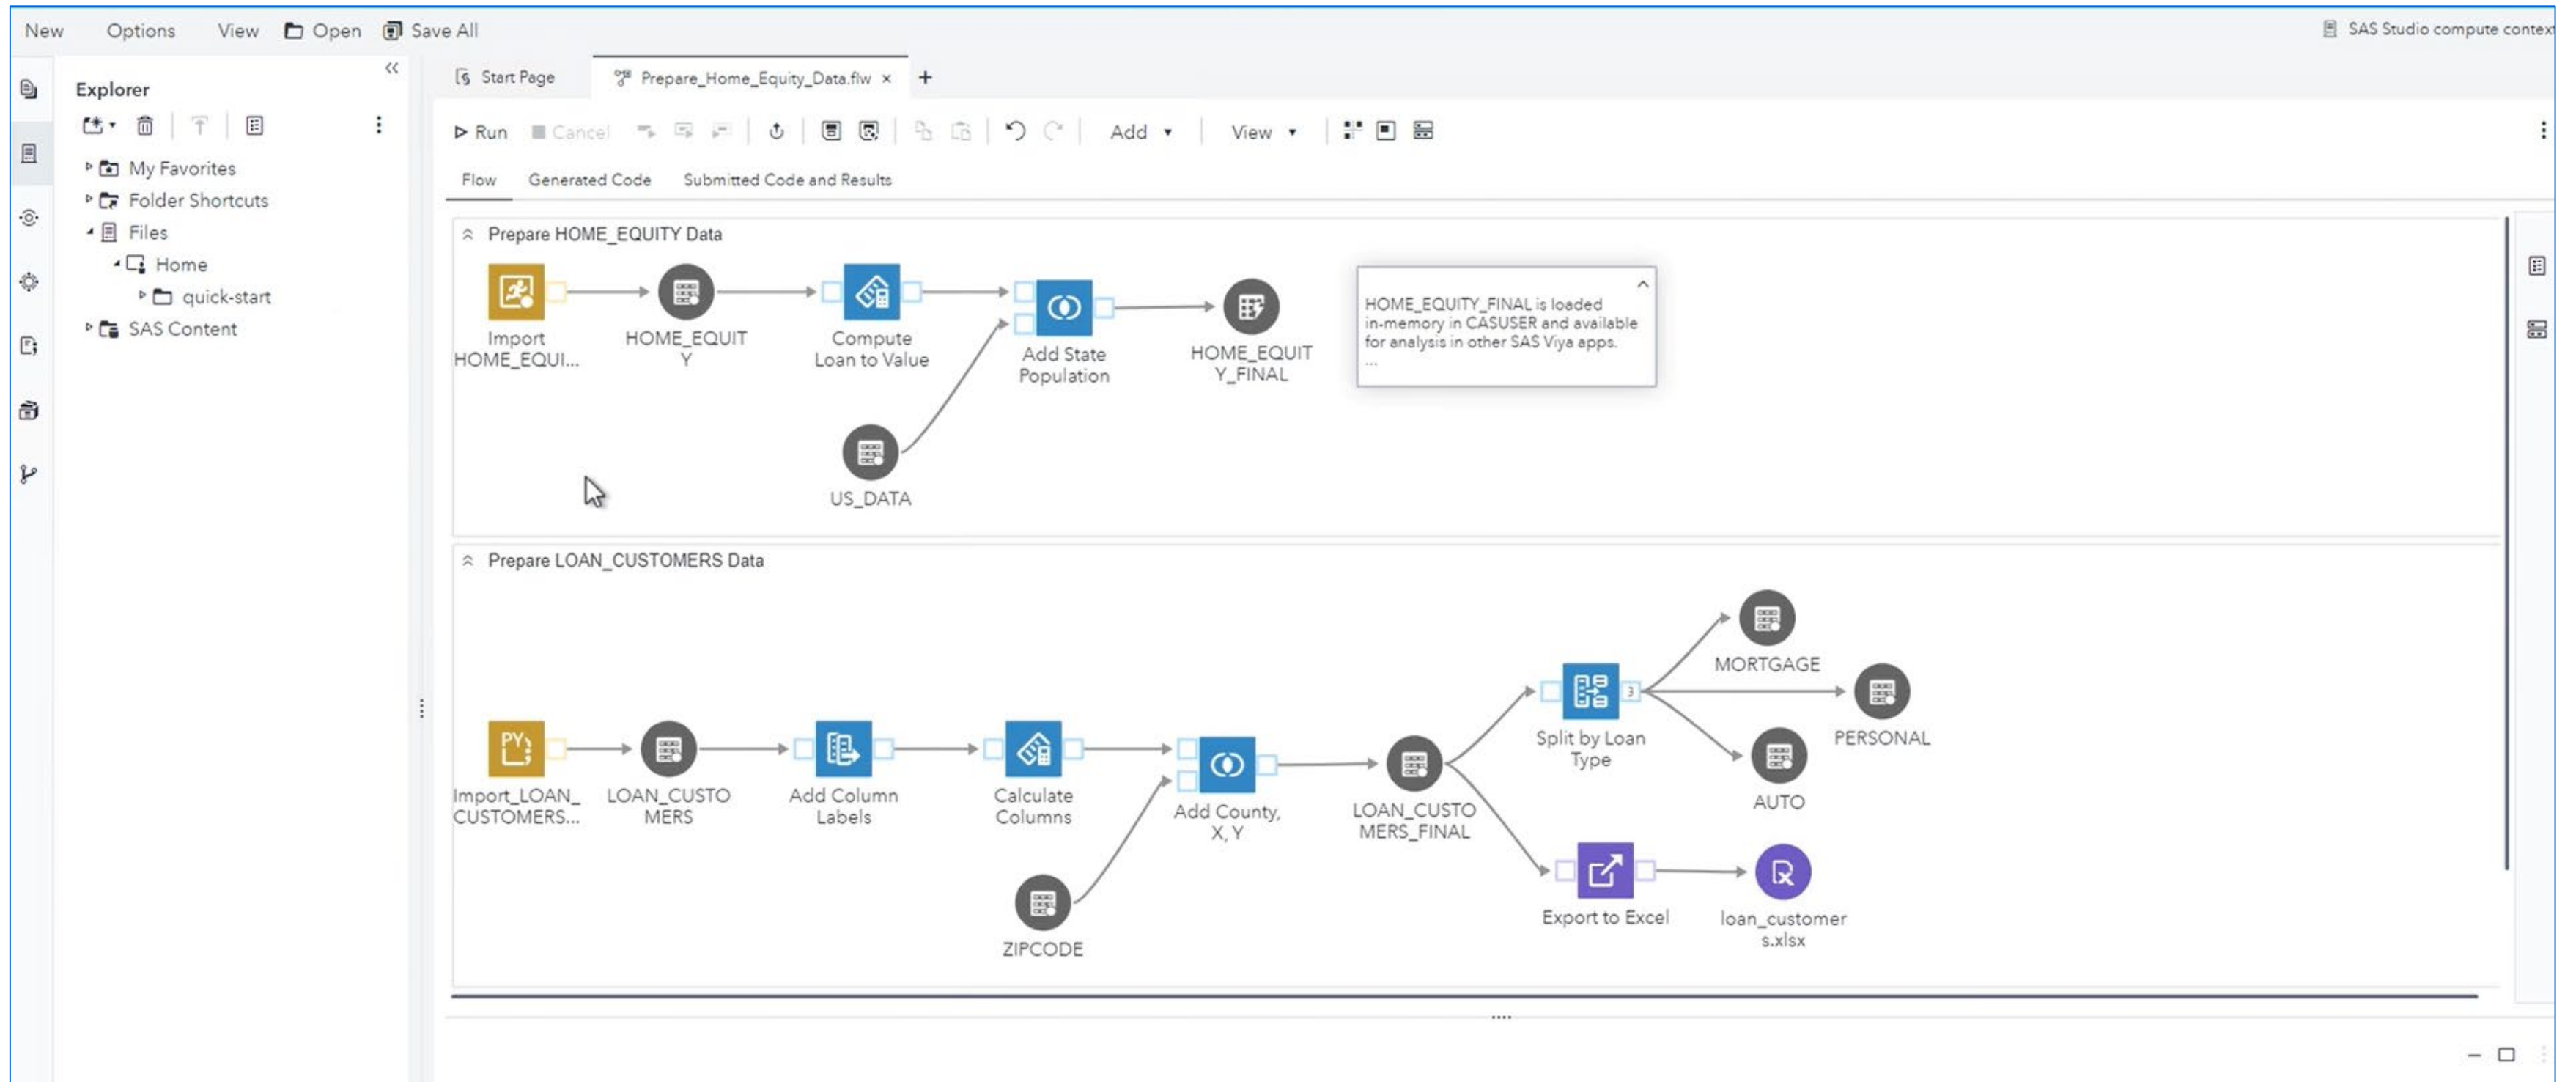 New Options View Open Save All
SAS Studio compute contex
Explorer
My Favorites
Folder Shortcuts
Files
Home
quick-start
SAS Content
Start Page
Prepare_Home_Equity_Data.flw
Run Cancel Add View
Flow Generated Code Submitted Code and Results
Prepare HOME_EQUITY Data
Import
HOME_EQUI...
HOME_EQUIT
Y
Compute
Loan to Value
Add State
Population
HOME_EQUIT
Y_FINAL
HOME_EQUITY_FINAL is loaded
in-memory in CASUSER and available
for analysis in other SAS Viya apps.
...
US_DATA
Prepare LOAN_CUSTOMERS Data
PY
Import_LOAN_
CUSTOMERS...
LOAN_CUSTO
MERS
Add Column
Labels
Calculate
Columns
Add County,
X, Y
ZIPCODE
LOAN_CUSTO
MERS_FINAL
3
Split by Loan
Type
MORTGAGE
PERSONAL
AUTO
Export to Excel
loan_customer
s.xlsx